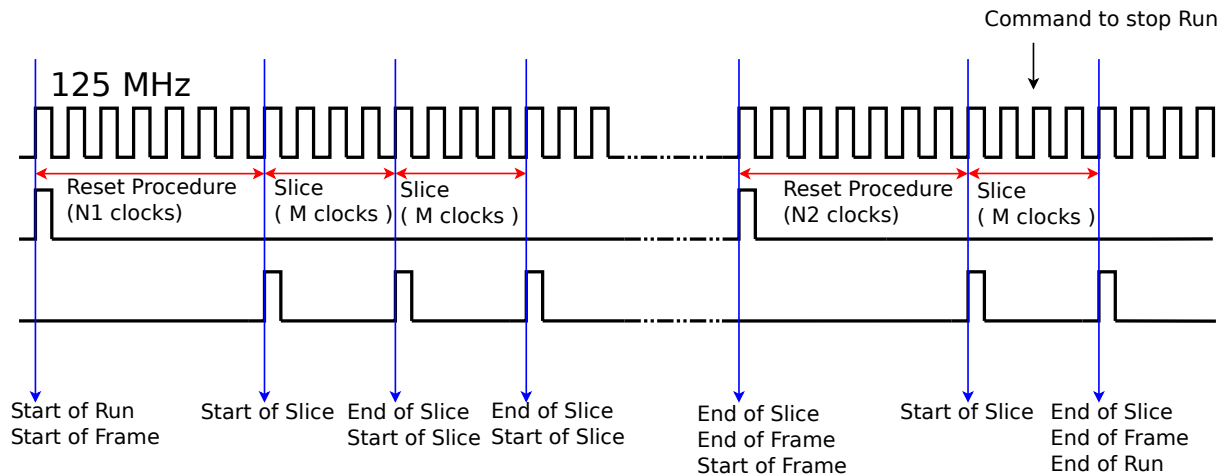 Command to stop Run
125 MHz
Reset Procedure
(N1 clocks)
Slice
( M clocks )
Slice
( M clocks )
Reset Procedure
(N2 clocks)
Slice
( M clocks )
Start of Run
Start of Frame
Start of Slice
End of Slice
Start of Slice
End of Slice
Start of Slice
End of Slice
End of Frame
Start of Frame
Start of Slice
End of Slice
End of Frame
End of Run